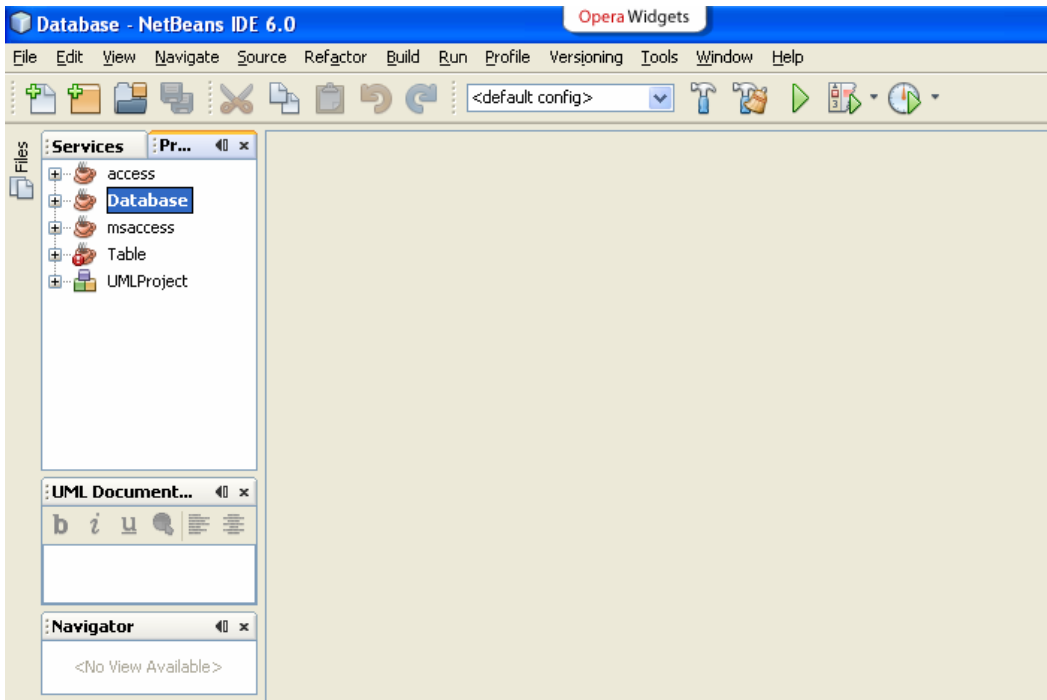 Database - NetBeans IDE 6.0
Opera Widgets
File Edit View Navigate Source Refactor Build Run Profile Versioning Tools Window Help
<default config>
Files
Services Pr...
access
Database
msaccess
Table
UMLProject
UML Document...
b i u
Navigator
<No View Available>